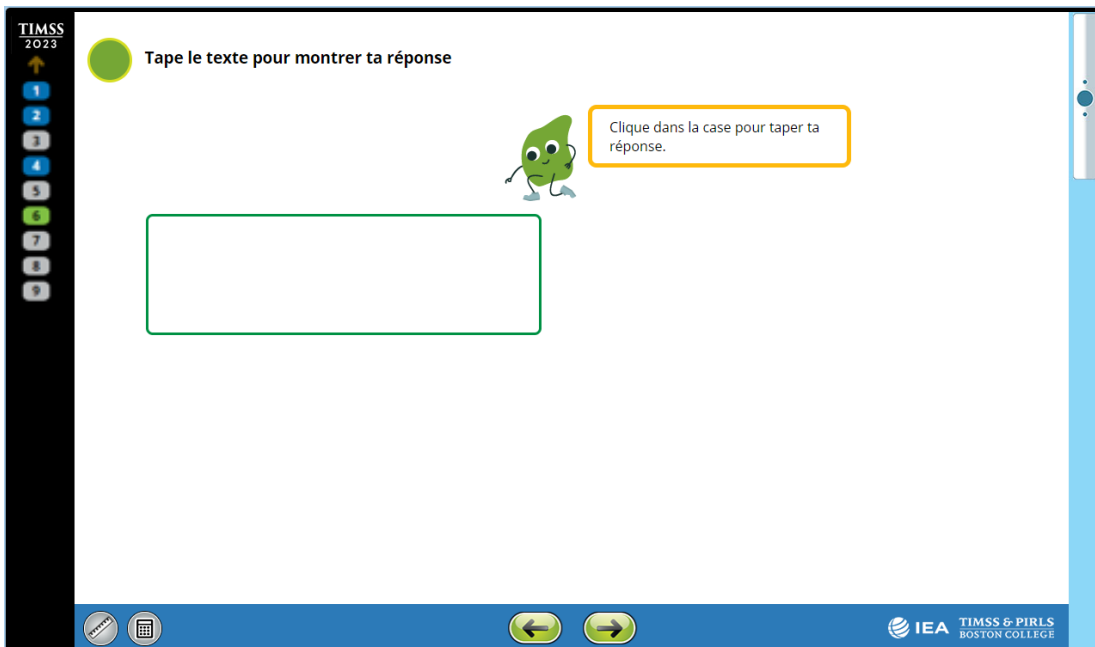 TIMSS
2023
1
2
3
4
5
6
7
8
9
Tape le texte pour montrer ta réponse
Clique dans la case pour taper ta
réponse.
IEA
TIMSS & PIRLS
BOSTON COLLEGE